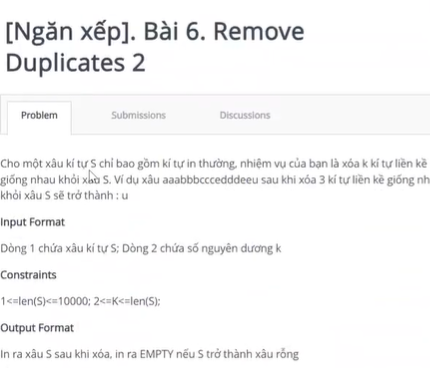 [Ngăn xếp]. Bài 6. Remove
Duplicates 2
Problem
Submissions
Discussions
Cho một xâu kí tự S chỉ bao gồm kí tự in thường, nhiệm vụ của bạn là xóa k kí tự liền kề
giống nhau khỏi xâu S. Ví dụ xâu aaabbbcccedddeeu sau khi xóa 3 kí tự liền kề giống nh
khỏi xâu S sẽ trở thành : u
Input Format
Dòng 1 chứa xâu kí tự S; Dòng 2 chứa số nguyên dương k
Constraints
1<=len(S)<=10000; 2<=K<=len(S);
Output Format
In ra xâu S sau khi xóa, in ra EMPTY nếu S trở thành xâu rỗng